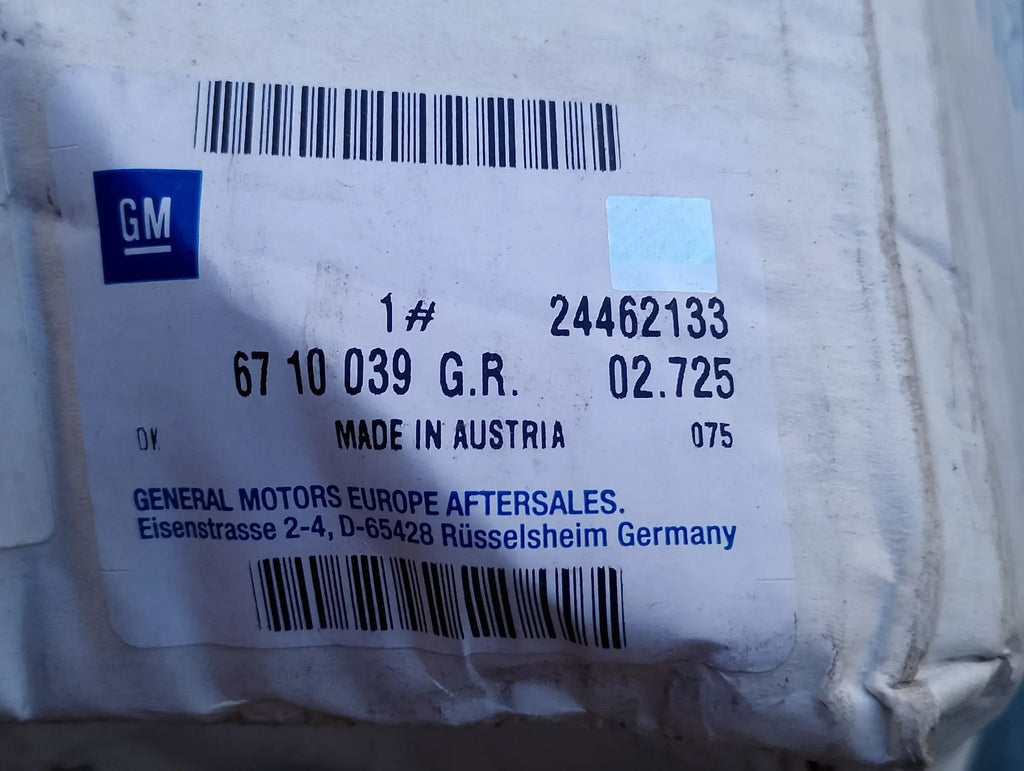 GM
1# 24462133
67 10 039 G.R. 02.725
MADE IN AUSTRIA 075
GENERAL MOTORS EUROPE AFTERSALES.
Eisenstrasse 2-4, D-65428 Rüsselsheim Germany